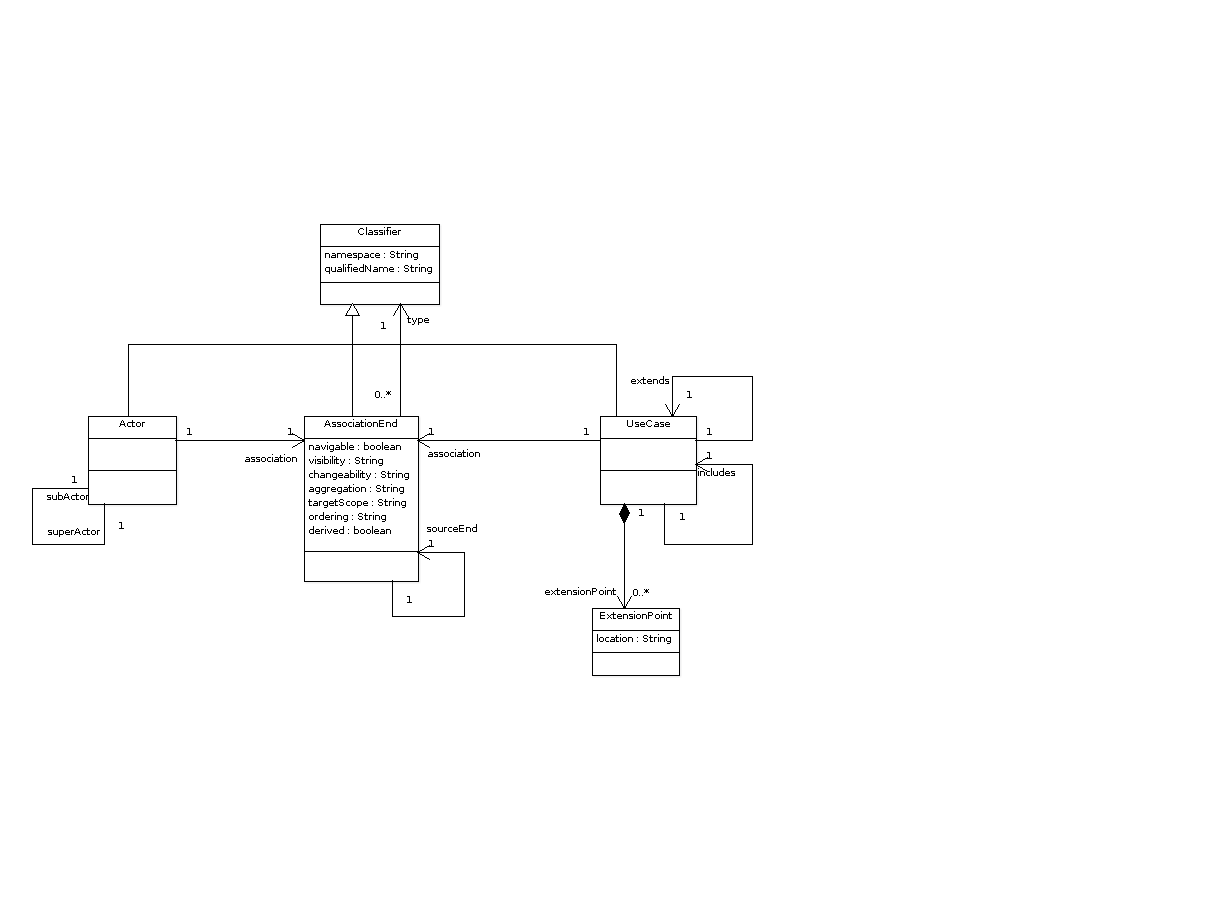 Classifier
namespace : String
qualifiedName : String
1
type
0..*
extends
1
Actor
1
1
AssociationEnd
1
1
UseCase
1
association
association
navigable : boolean
visibility : String
changeability : String
aggregation : String
targetScope : String
ordering : String
derived : boolean
1
includes
1
subActor
superActor
1
sourceEnd
1
1
1
1
extensionPoint
0..*
ExtensionPoint
location : String